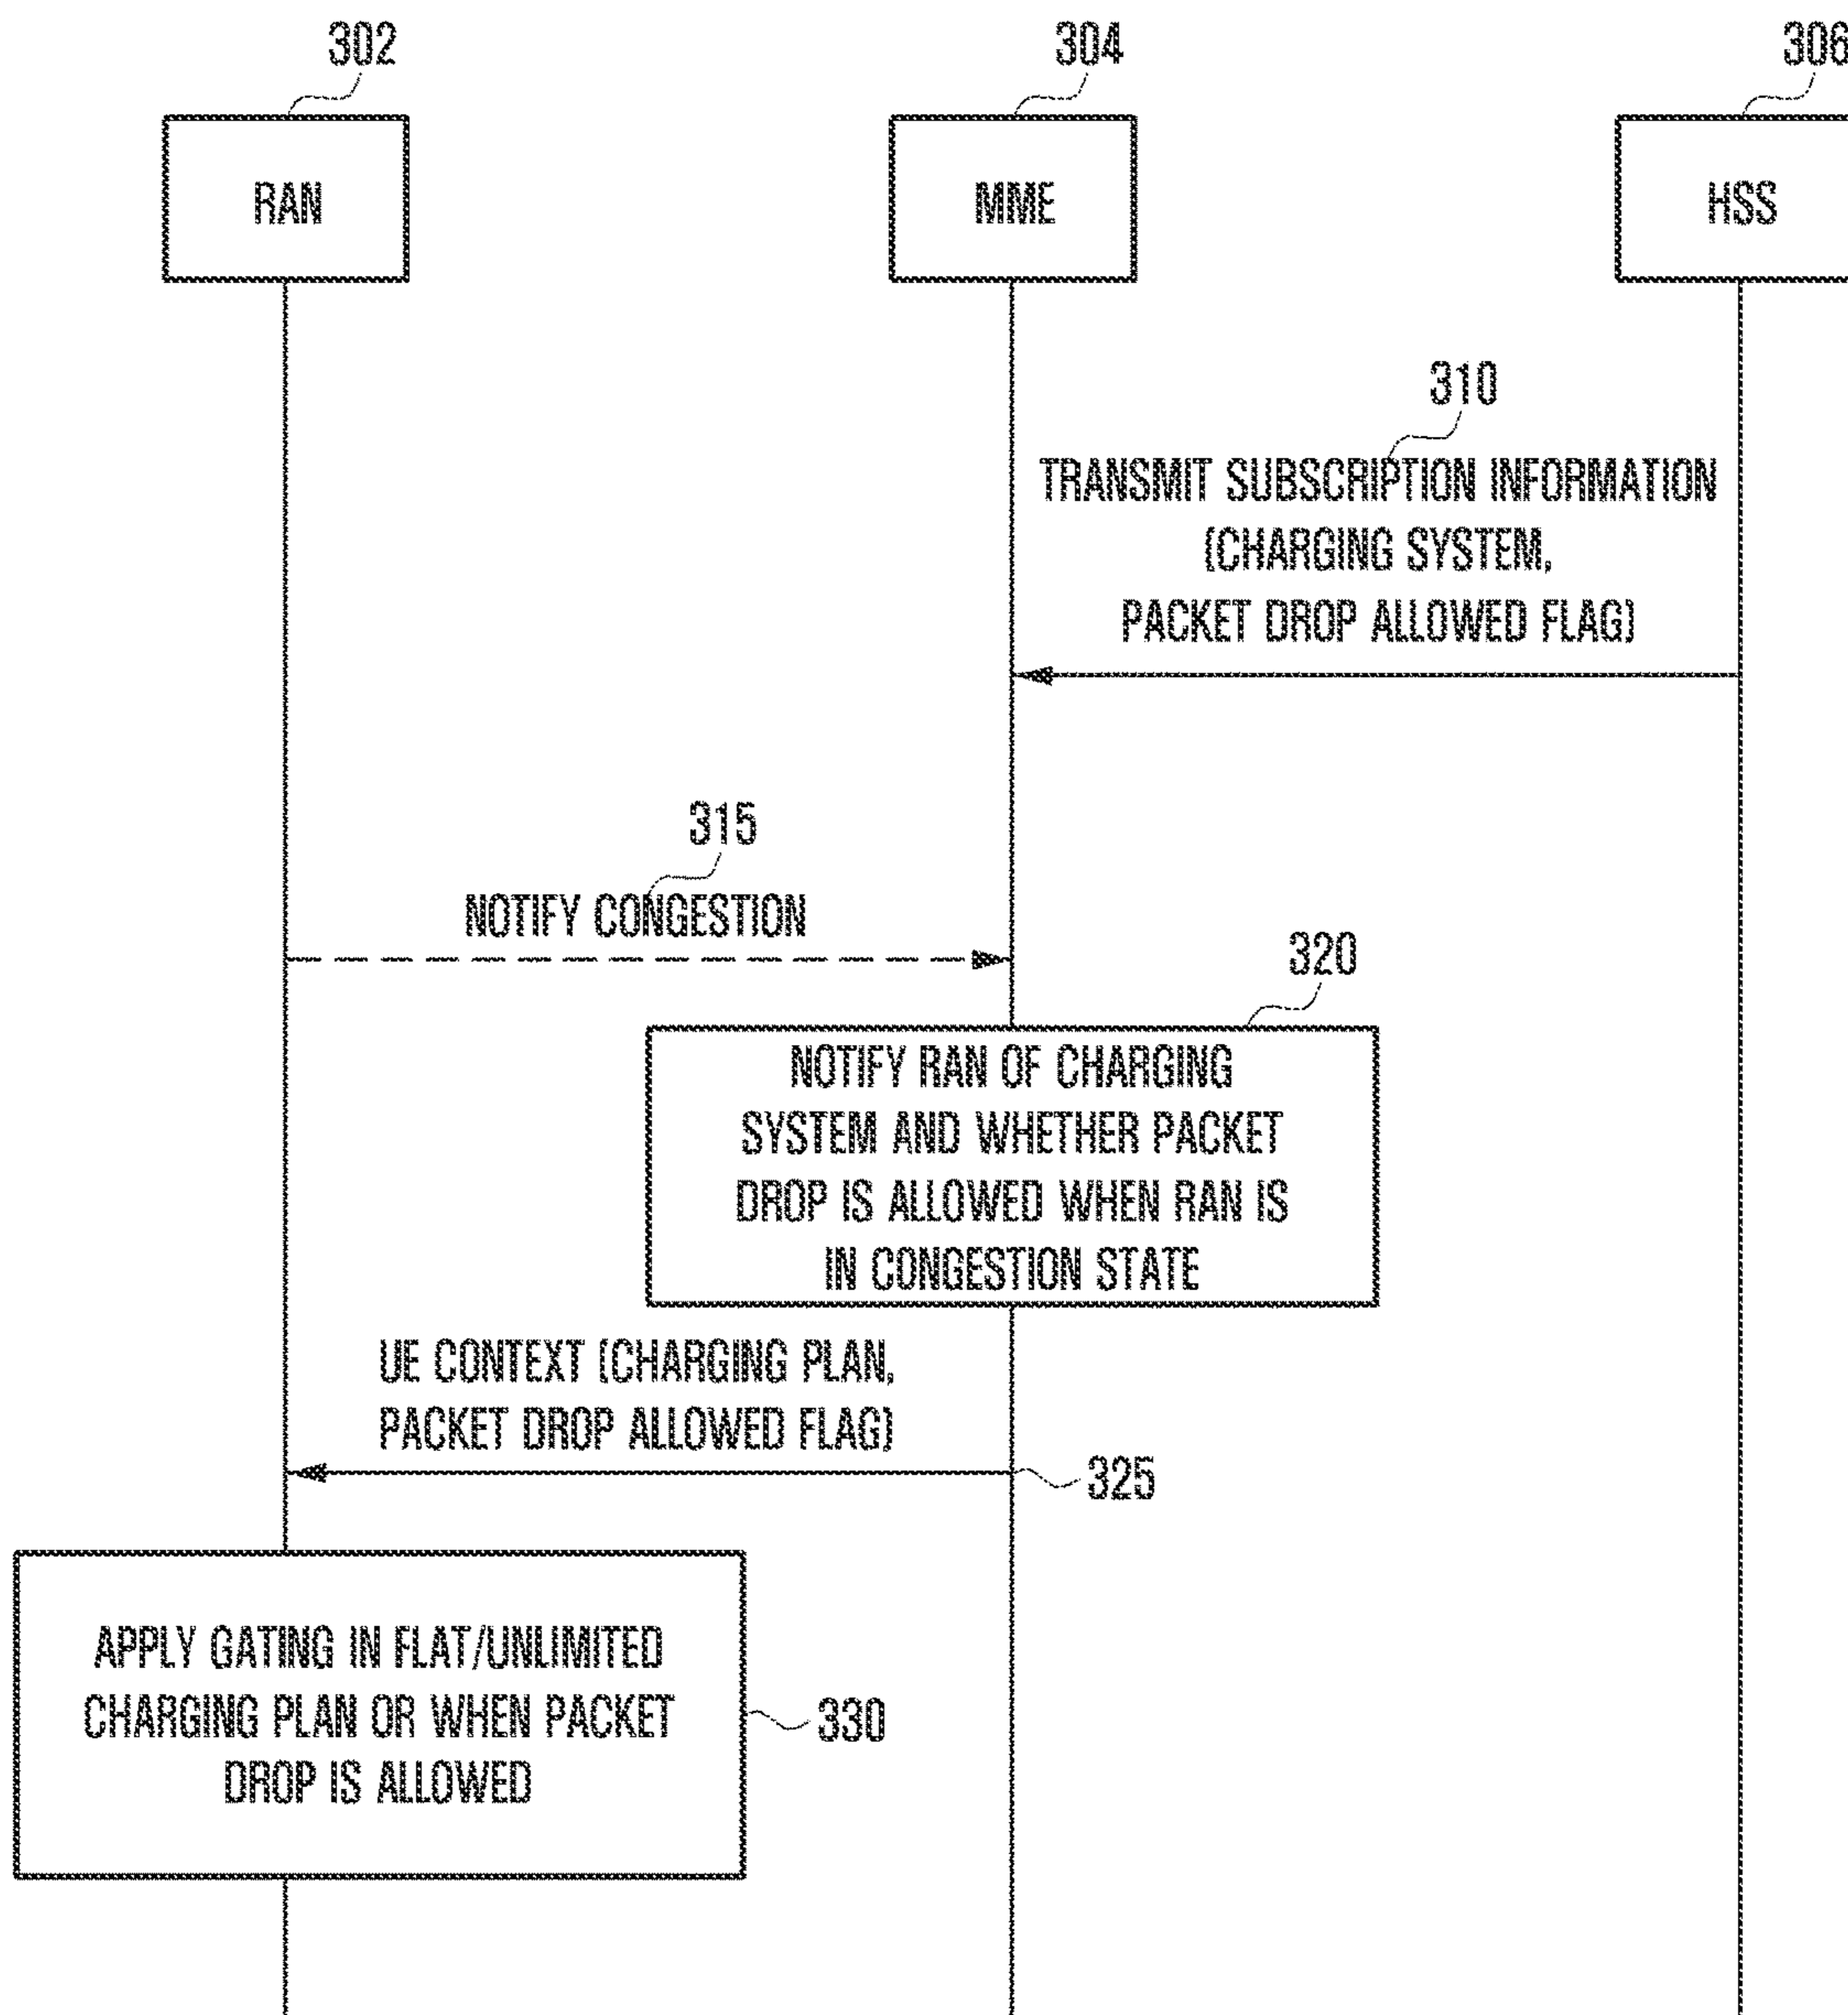 302
304
306
RAN
MME
HSS
310
TRANSMIT SUBSCRIPTION INFORMATION
(CHARGING SYSTEM,
PACKET DROP ALLOWED FLAG)
315
NOTIFY CONGESTION
320
NOTIFY RAN OF CHARGING
SYSTEM AND WHETHER PACKET
DROP IS ALLOWED WHEN RAN IS
IN CONGESTION STATE
UE CONTEXT (CHARGING PLAN,
PACKET DROP ALLOWED FLAG)
325
APPLY GATING IN FLAT/UNLIMITED
CHARGING PLAN OR WHEN PACKET
DROP IS ALLOWED
330